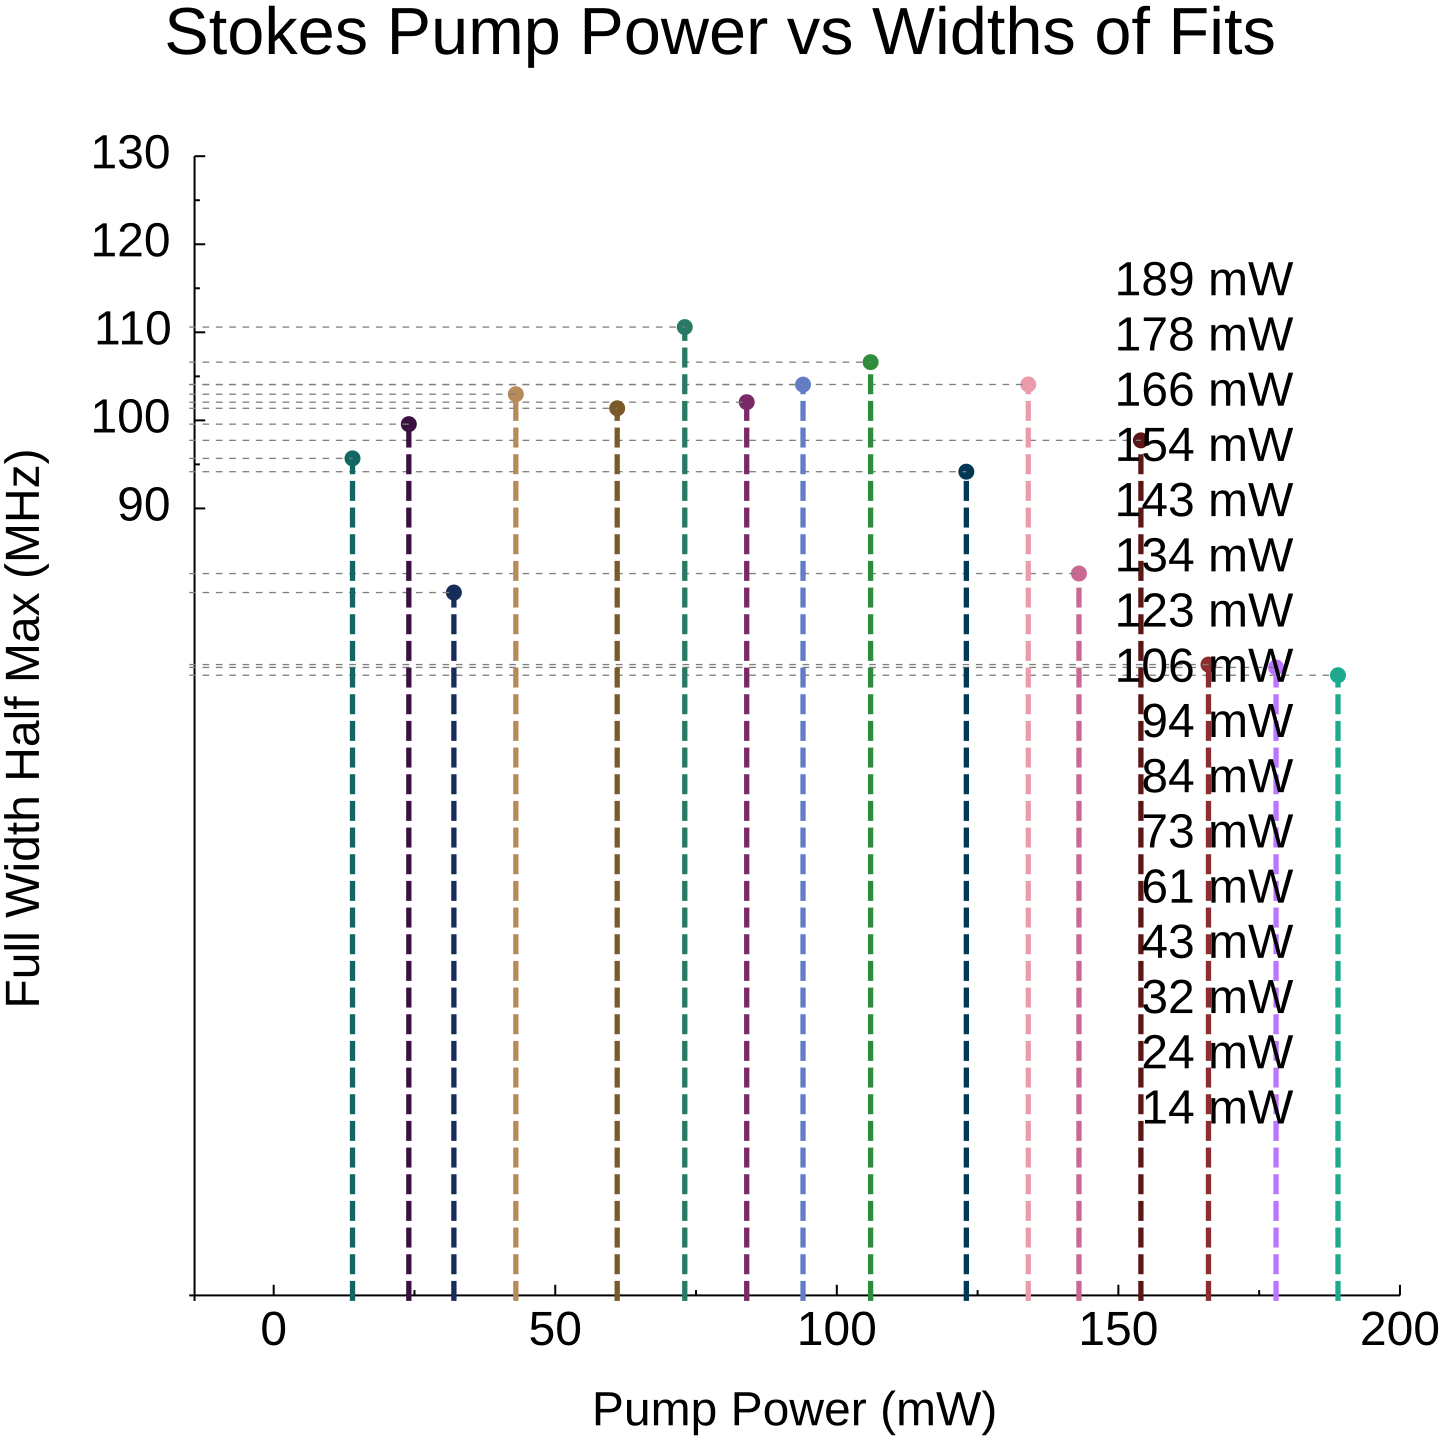 Stokes Pump Power vs Widths of Fits
130
120
110
100
90
Full Width Half Max (MHz)
189 mW
178 mW
166 mW
154 mW
143 mW
134 mW
123 mW
106 mW
94 mW
84 mW
73 mW
61 mW
43 mW
32 mW
24 mW
14 mW
0 50 100 150 200
Pump Power (mW)